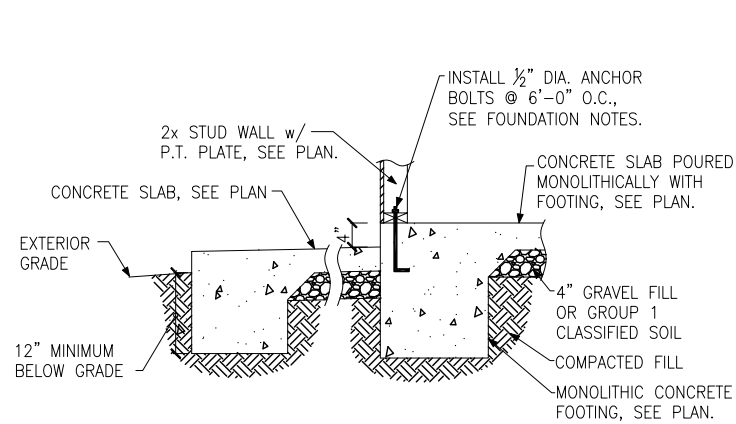 INSTALL ½" DIA. ANCHOR
BOLTS @ 6'-0" O.C.,
SEE FOUNDATION NOTES.
2x STUD WALL w/
P.T. PLATE, SEE PLAN.
CONCRETE SLAB POURED
MONOLITHICALLY WITH
FOOTING, SEE PLAN.
CONCRETE SLAB, SEE PLAN
4"
EXTERIOR
GRADE
4" GRAVEL FILL
OR GROUP 1
CLASSIFIED SOIL
12" MINIMUM
BELOW GRADE
COMPACTED FILL
MONOLITHIC CONCRETE
FOOTING, SEE PLAN.